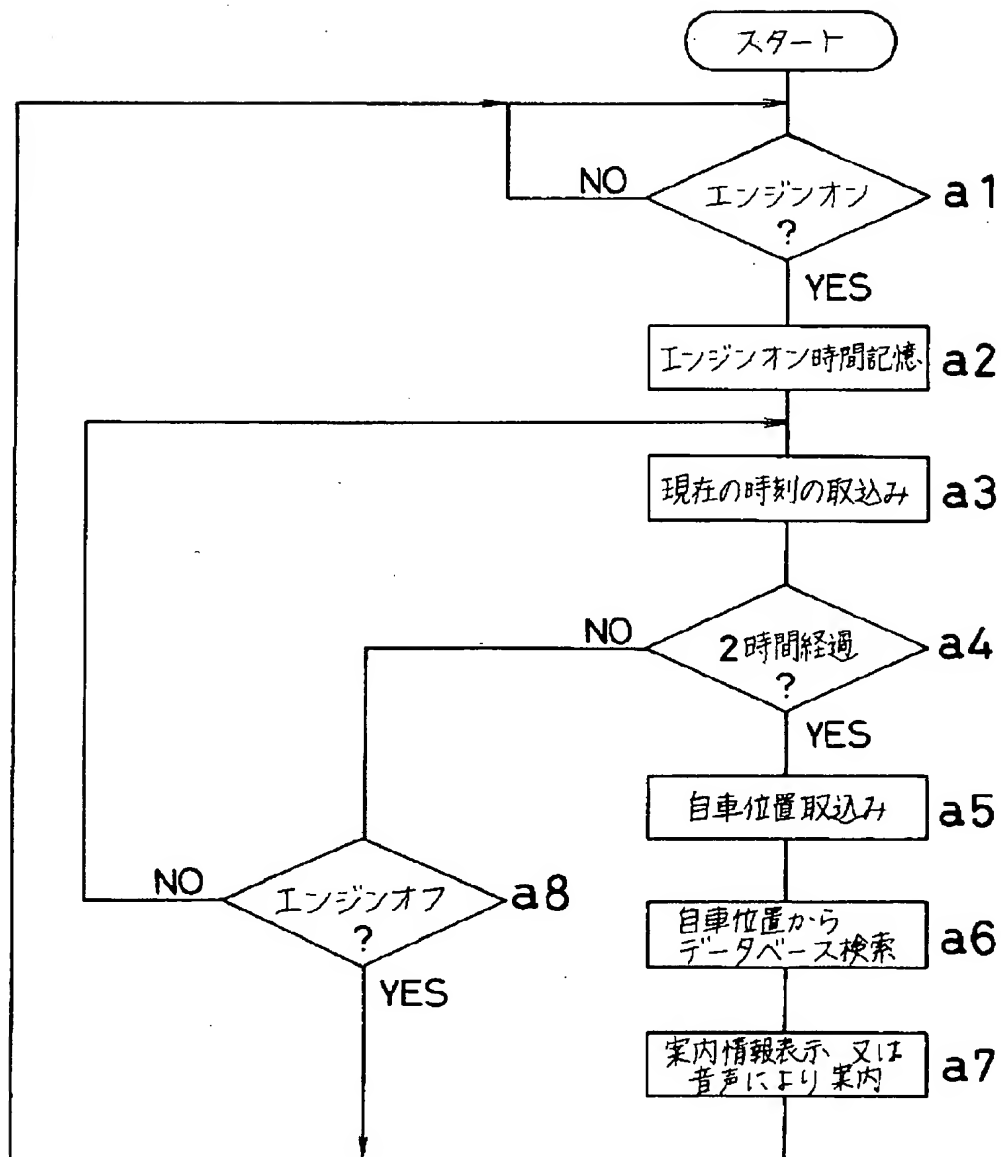 スタート
NO
エンジンオン
?
a1
YES
エンジンオン時間記憶
a2
現在の時刻の取込み
a3
NO
2時間経過
?
a4
YES
自車位置取込み
a5
NO
エンジンオフ
?
a8
YES
自車位置から
データベース検索
a6
案内情報表示、又は
音声により案内
a7